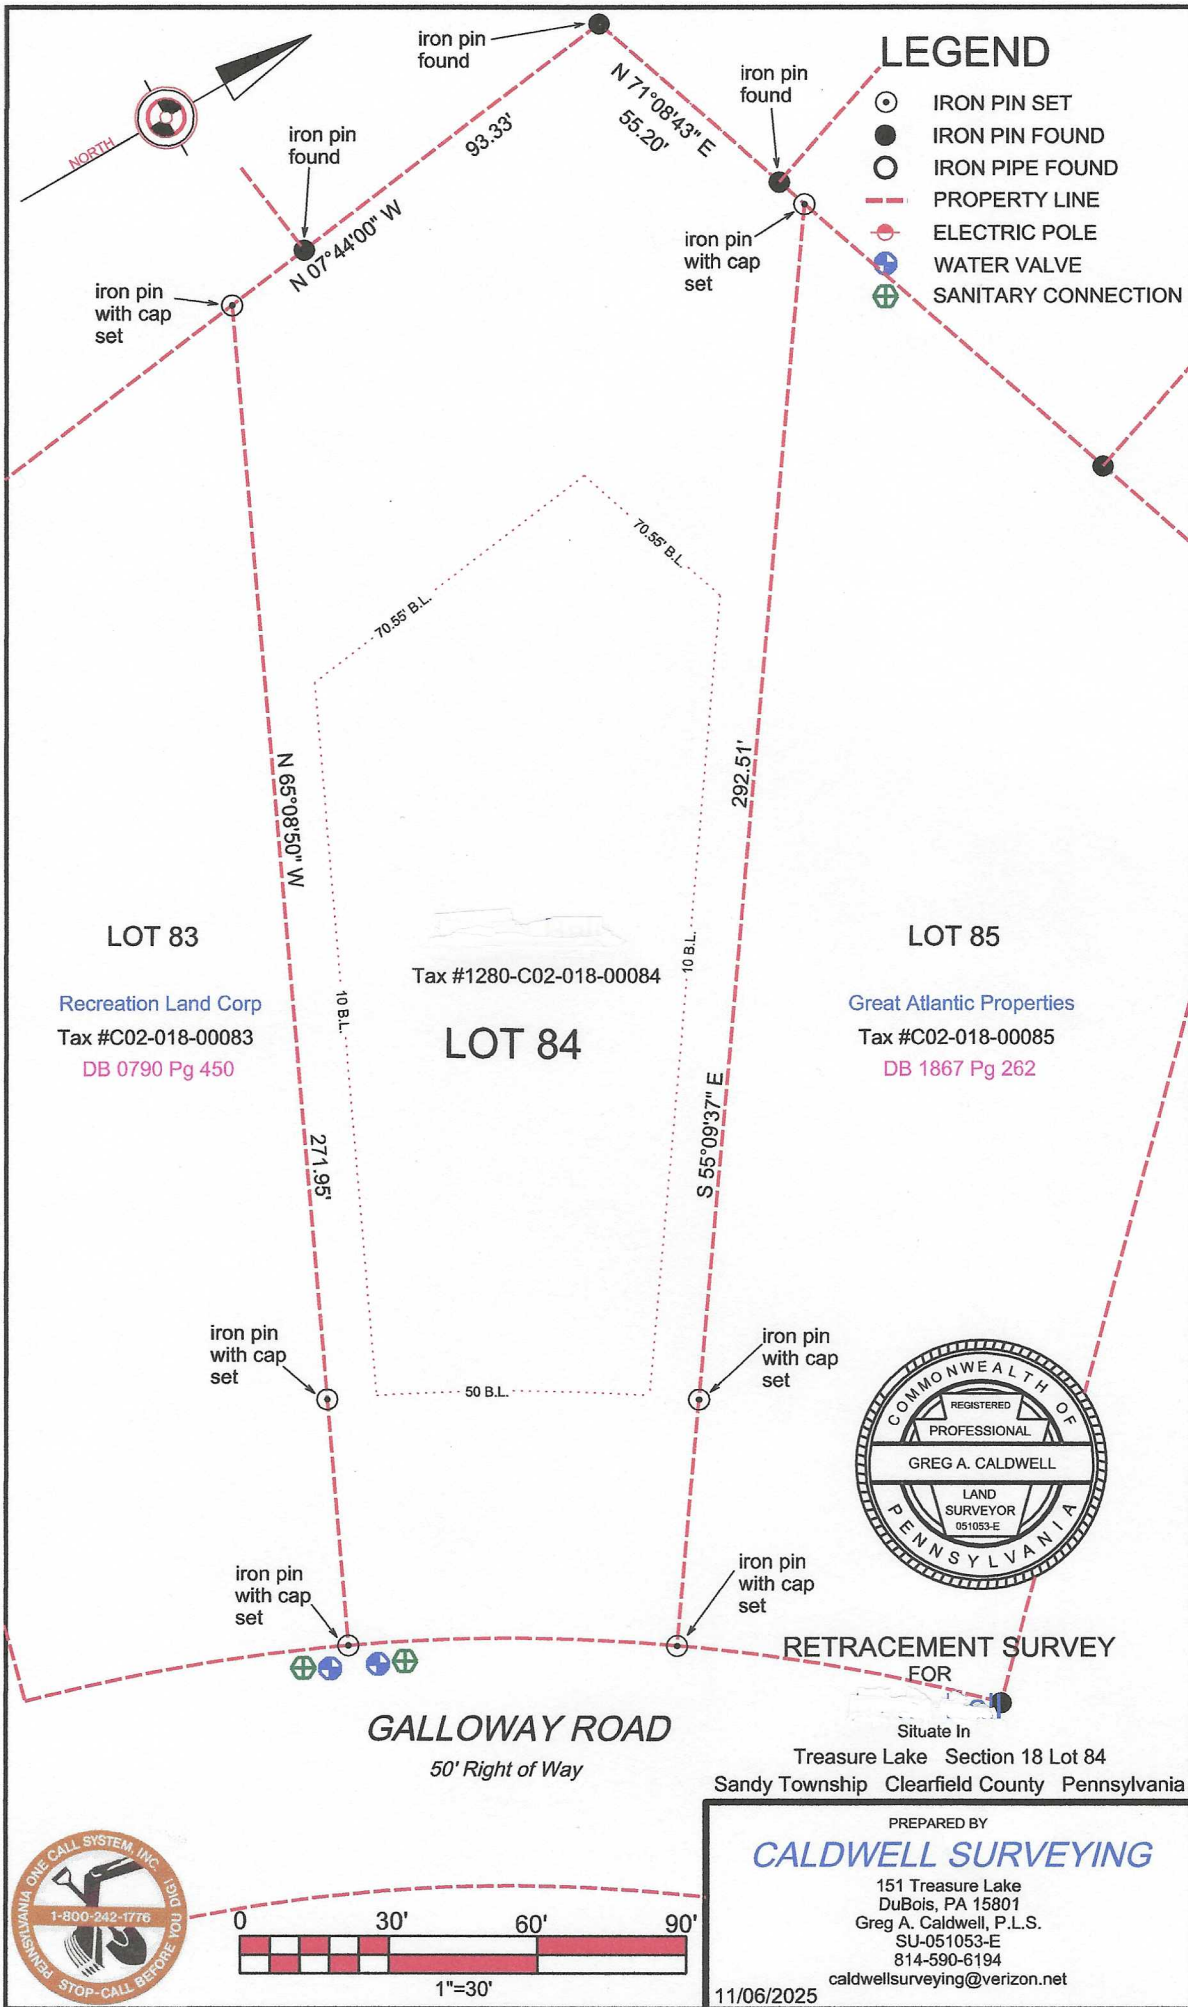 iron pin
found
N 71°08'43" E
55.20'
iron pin
found
LEGEND
IRON PIN SET
IRON PIN FOUND
IRON PIPE FOUND
PROPERTY LINE
ELECTRIC POLE
WATER VALVE
SANITARY CONNECTION
NORTH
iron pin
found
93.33'
N 07°44'00" W
iron pin
with cap
set
iron pin
with cap
set
70.55' B.L.
70.55' B.L.
N 65°08'50" W
271.95'
10 B.L.
10 B.L.
292.51'
S 55°09'37" E
LOT 83
Recreation Land Corp
Tax #C02-018-00083
DB 0790 Pg 450
Tax #1280-C02-018-00084
LOT 84
LOT 85
Great Atlantic Properties
Tax #C02-018-00085
DB 1867 Pg 262
iron pin
with cap
set
50 B.L.
iron pin
with cap
set
COMMONWEALTH OF
REGISTERED
PROFESSIONAL
GREG A. CALDWELL
LAND
SURVEYOR
051053-E
PENNSYLVANIA
iron pin
with cap
set
iron pin
with cap
set
RETRACEMENT SURVEY
FOR
Situate In
Treasure Lake Section 18 Lot 84
Sandy Township Clearfield County Pennsylvania
GALLOWAY ROAD
50' Right of Way
PENNSYLVANIA ONE CALL SYSTEM, INC.
1-800-242-1776
STOP-CALL BEFORE YOU DIG!
0 30' 60' 90'
1"=30'
PREPARED BY
CALDWELL SURVEYING
151 Treasure Lake
DuBois, PA 15801
Greg A. Caldwell, P.L.S.
SU-051053-E
814-590-6194
caldwellsurveying@verizon.net
11/06/2025